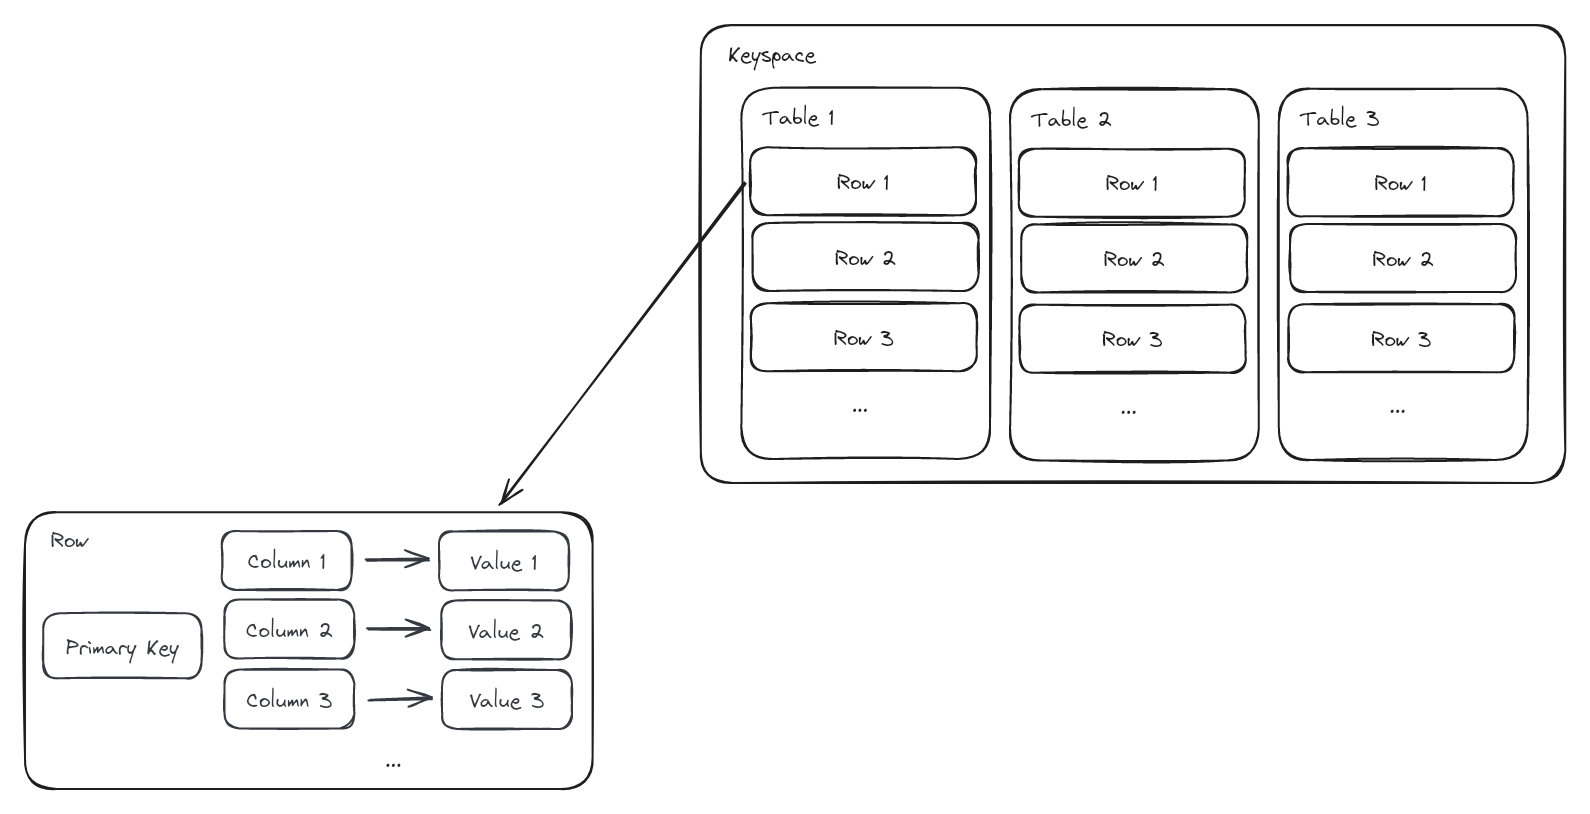 Keyspace
Table 1
Row 1
Row 2
Row 3
...
Table 2
Row 1
Row 2
Row 3
...
Table 3
Row 1
Row 2
Row 3
...
Row
Primary Key
Column 1
Value 1
Column 2
Value 2
Column 3
Value 3
...